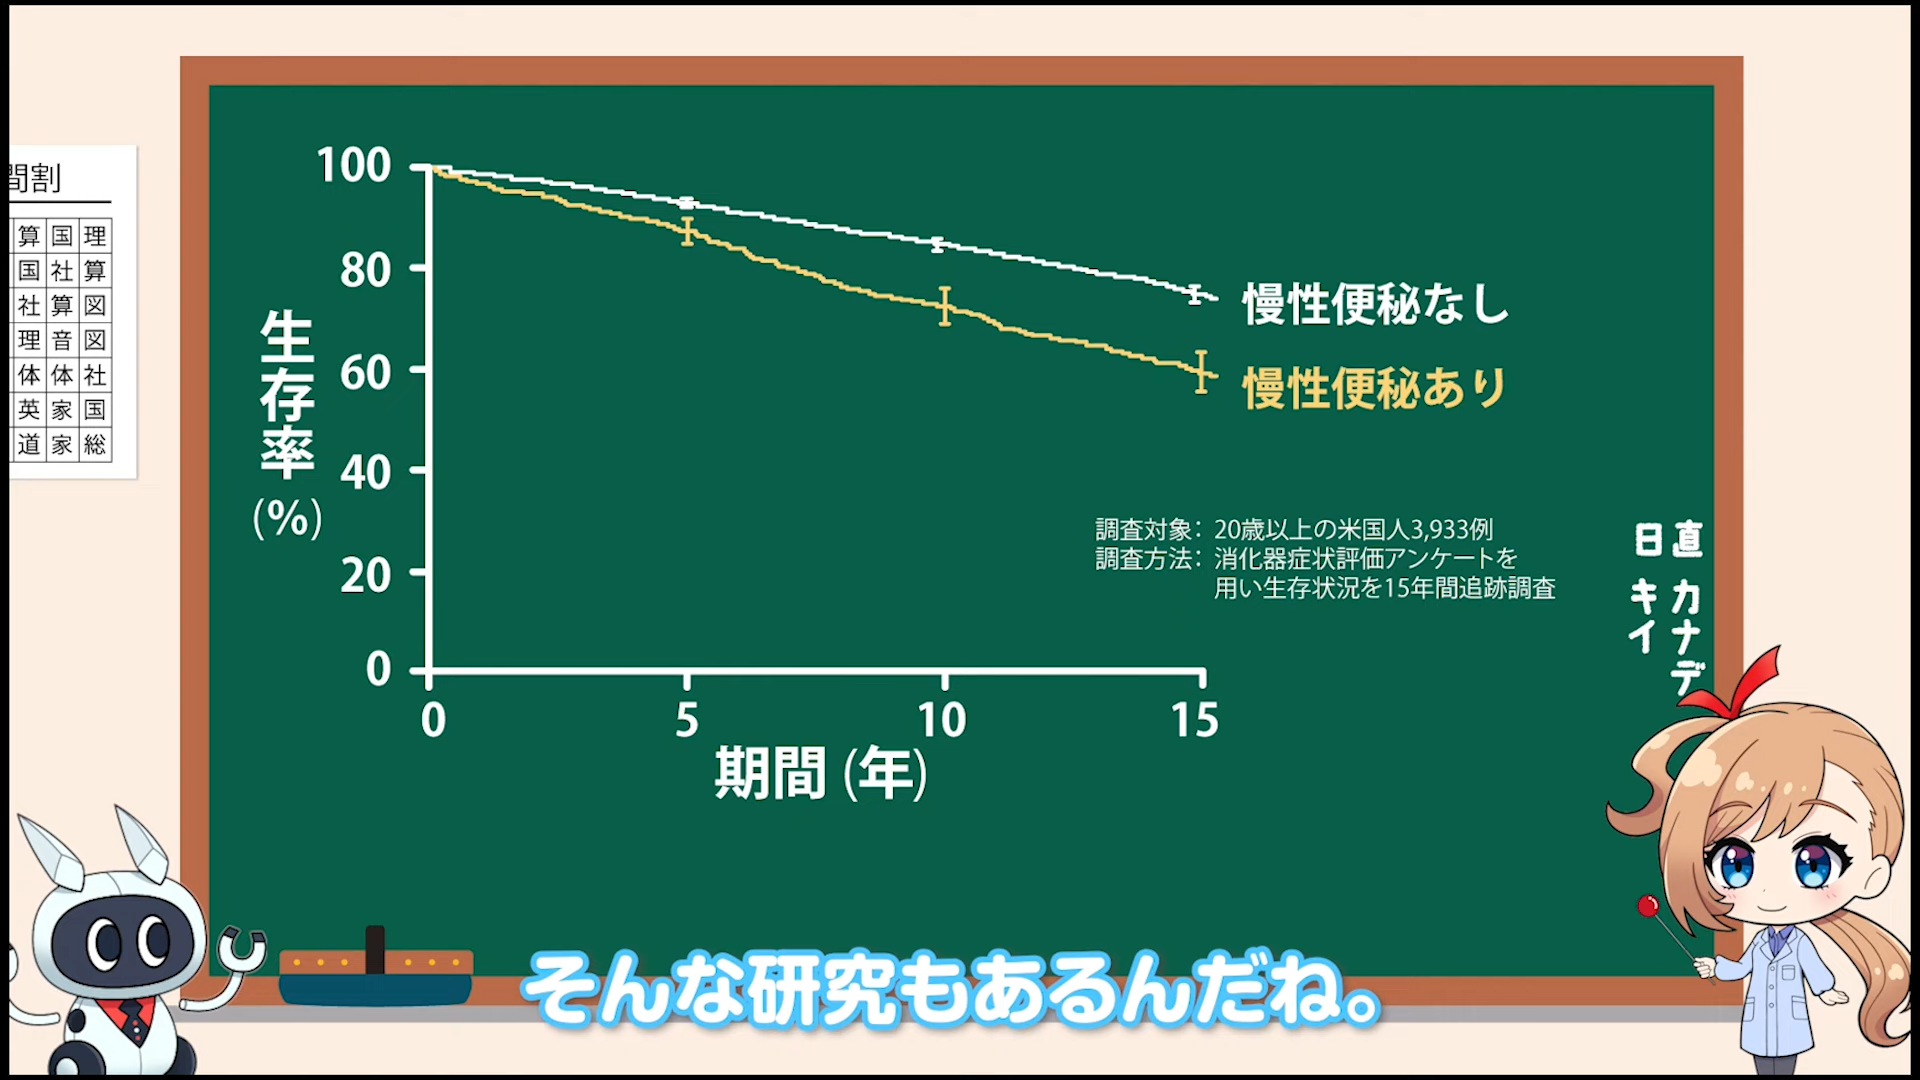 間割
算国理
国社算
社算図
理音図
体体社
英家国
道家総
100
80
60
40
20
0
生存率
(%)
0 5 10 15
期間 (年)
慢性便秘なし
慢性便秘あり
調査対象： 20歳以上の米国人3,933例
調査方法： 消化器症状評価アンケートを
用い生存状況を15年間追跡調査
直 カナデ
日 キイ
そんな研究もあるんだね。